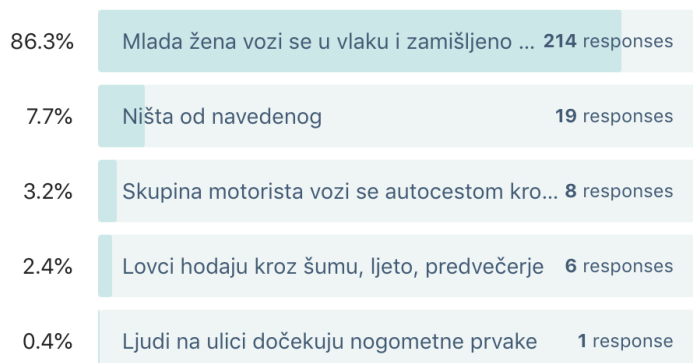 86.3% Mlada žena vozi se u vlaku i zamišljeno ... 214 responses
7.7% Ništa od navedenog 19 responses
3.2% Skupina motorista vozi se autocestom kro... 8 responses
2.4% Lovci hodaju kroz šumu, ljeto, predvečerje 6 responses
0.4% Ljudi na ulici dočekuju nogometne prvake 1 response